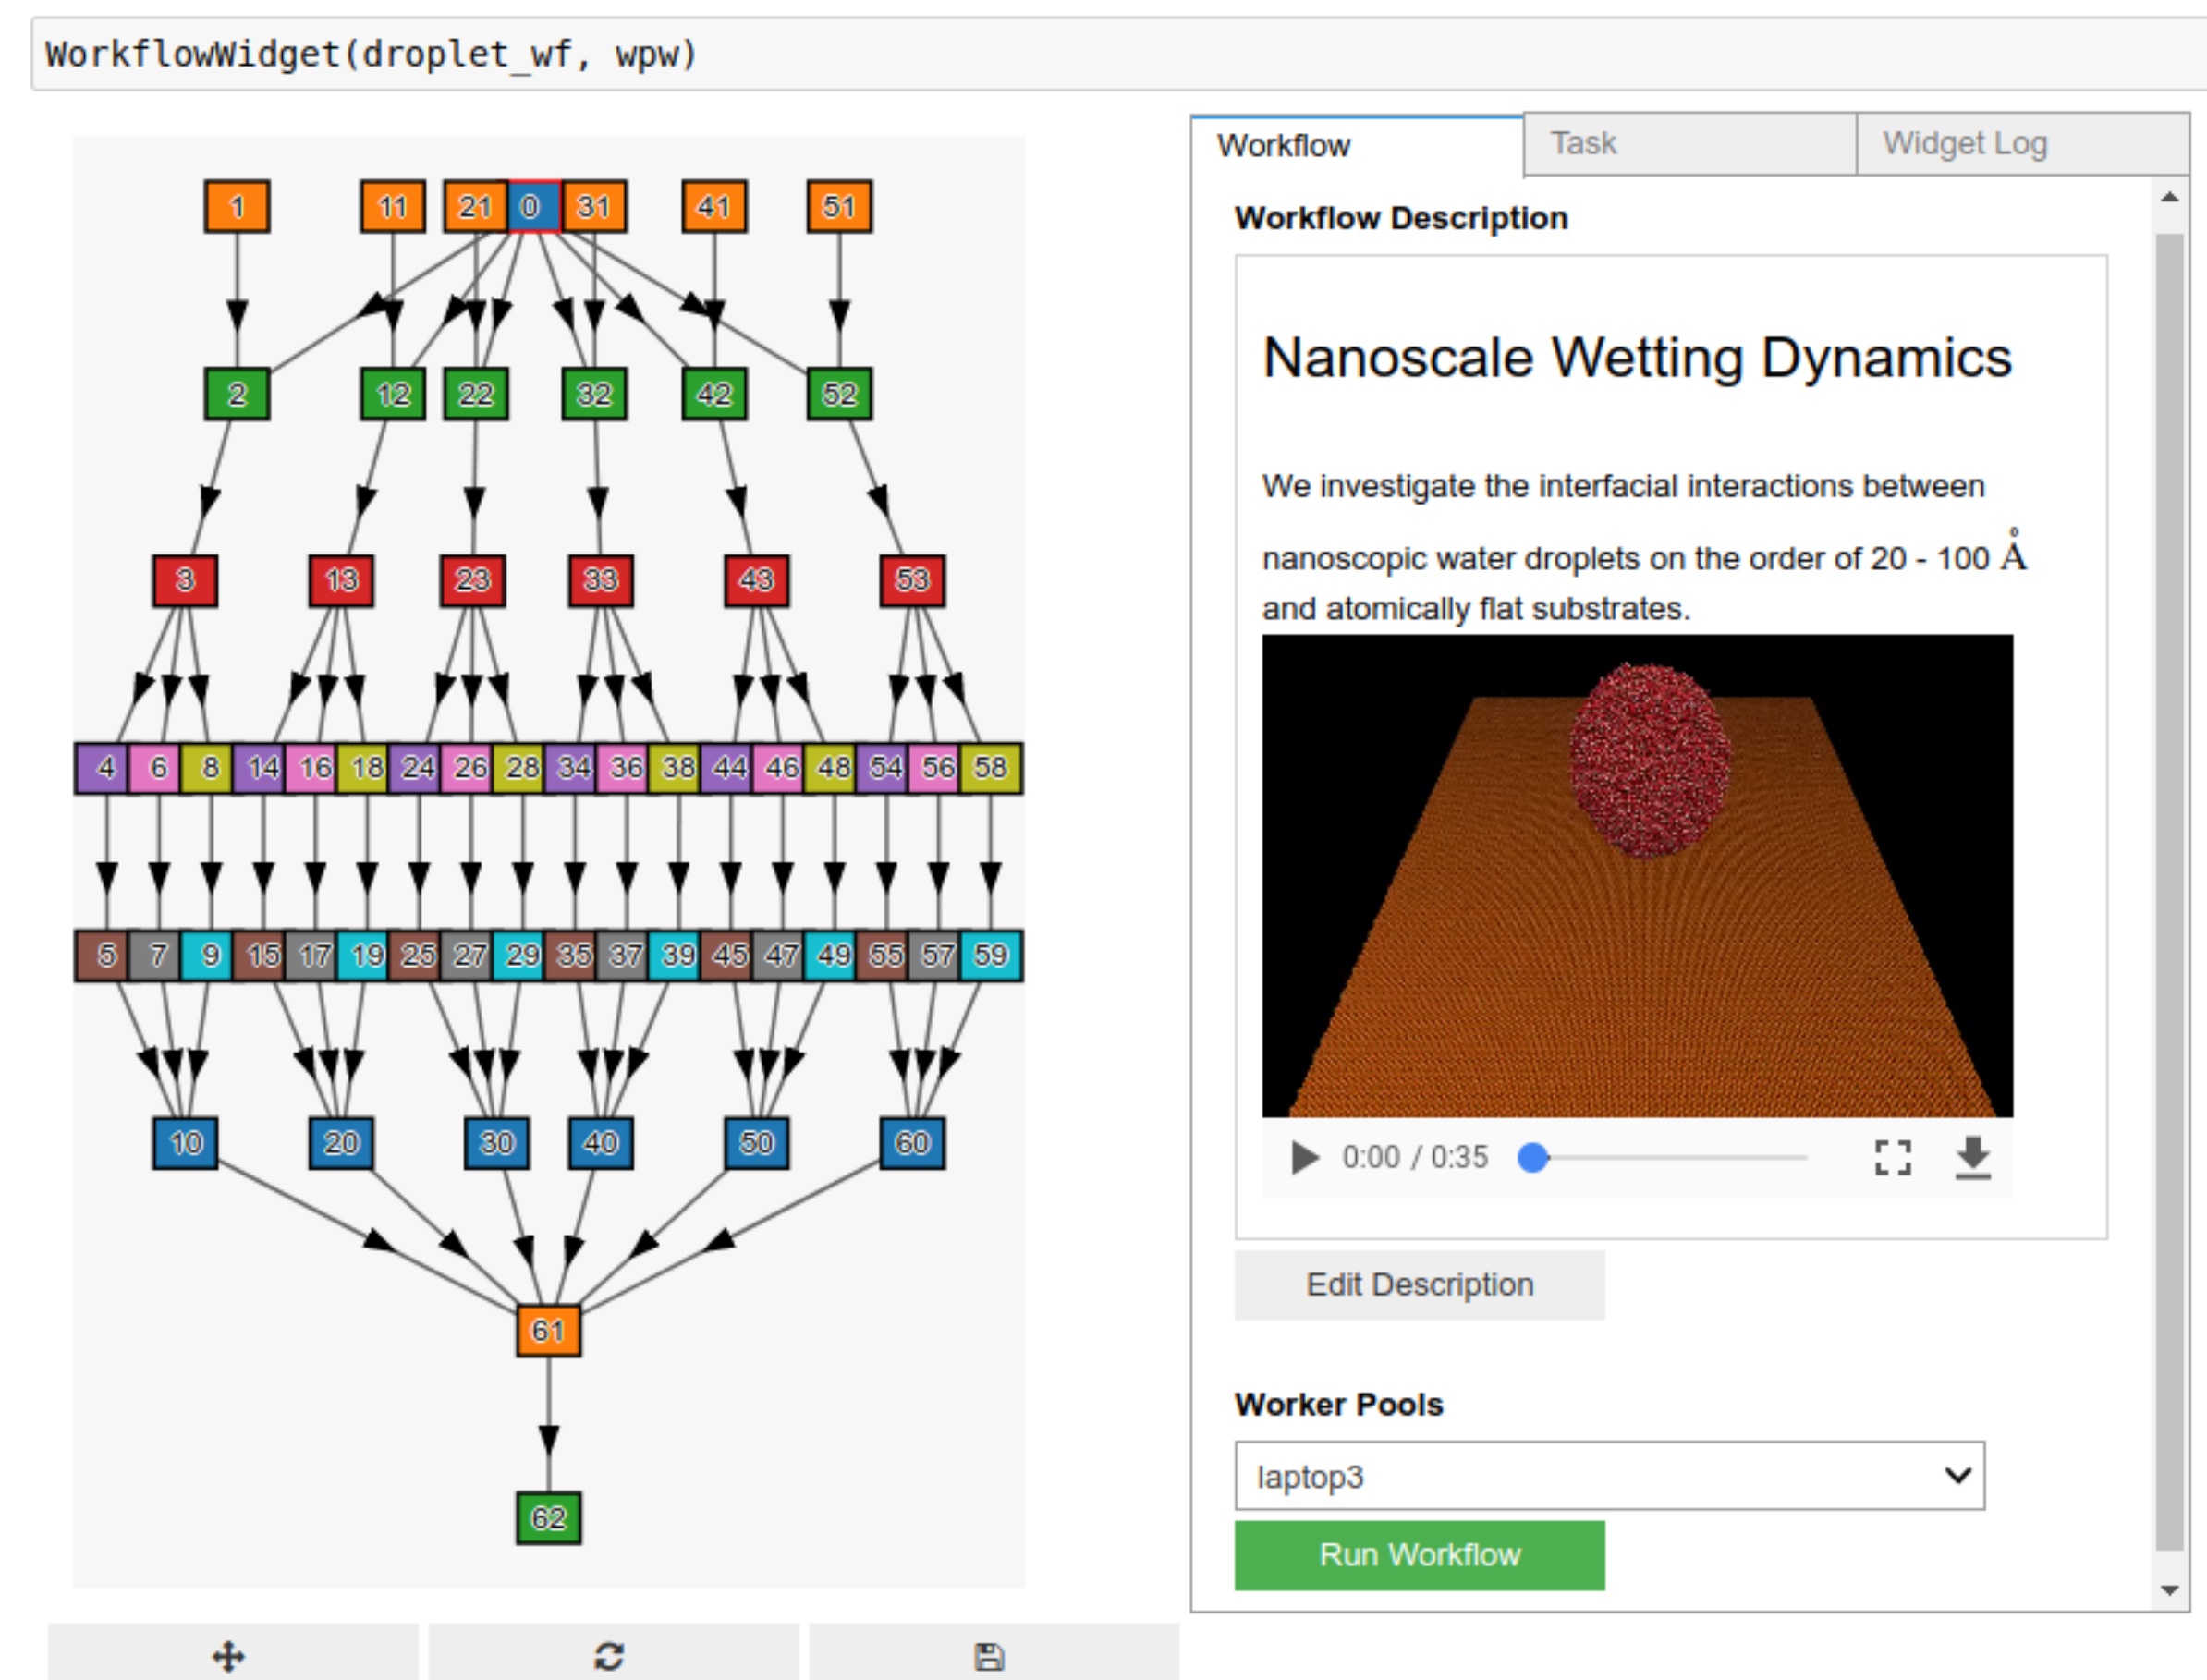 WorkflowWidget(droplet_wf, wpw)
Workflow Task Widget Log
1 11 21 0 31 41 51
2 12 22 32 42 52
3 13 23 33 43 53
4 6 8 14 16 18 24 26 28 34 36 38 44 46 48 54 56 58
5 7 9 15 17 19 25 27 29 35 37 39 45 47 49 55 57 59
10 20 30 40 50 60
61
62
Workflow Description
Nanoscale Wetting Dynamics
We investigate the interfacial interactions between
nanoscopic water droplets on the order of 20 - 100 Å
and atomically flat substrates.
0:00 / 0:35
Edit Description
Worker Pools
laptop3
Run Workflow